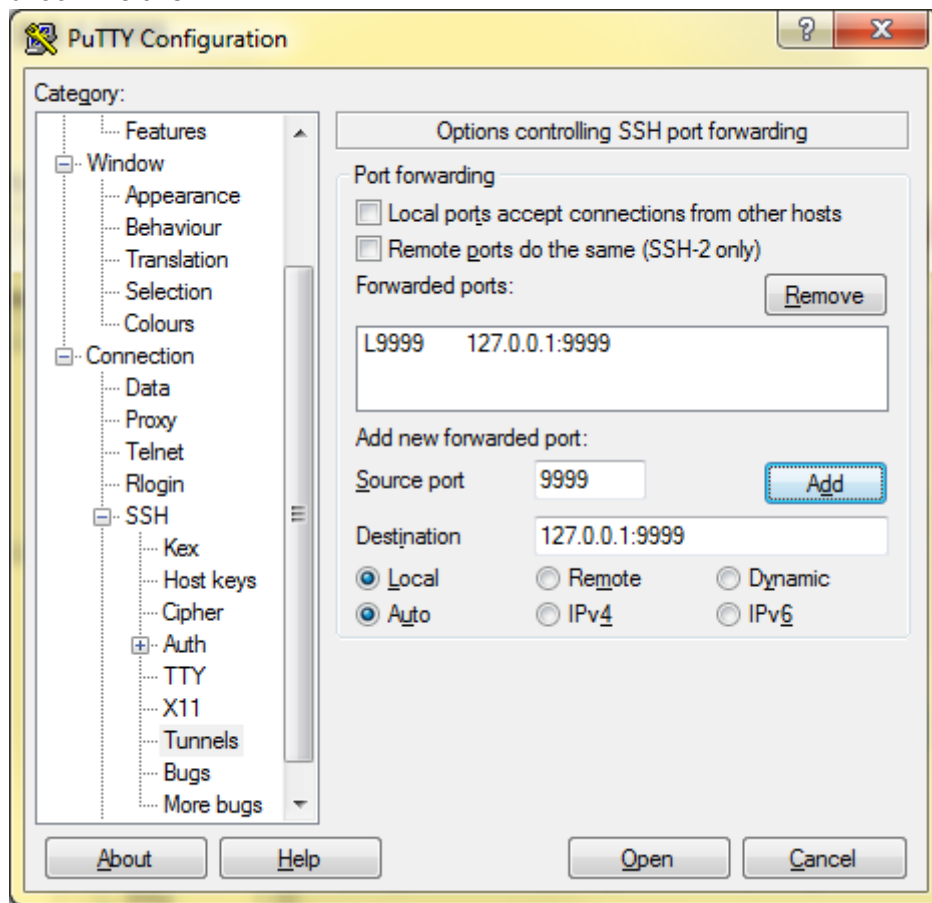 PuTTY Configuration
?
X
Category:
Features
Window
Appearance
Behaviour
Translation
Selection
Colours
Connection
Data
Proxy
Telnet
Rlogin
SSH
Kex
Host keys
Cipher
Auth
TTY
X11
Tunnels
Bugs
More bugs
Options controlling SSH port forwarding
Port forwarding
Local ports accept connections from other hosts
Remote ports do the same (SSH-2 only)
Forwarded ports:
Remove
L9999 127.0.0.1:9999
Add new forwarded port:
Source port 9999 Add
Destination 127.0.0.1:9999
Local Remote Dynamic
Auto IPv4 IPv6
About Help Open Cancel